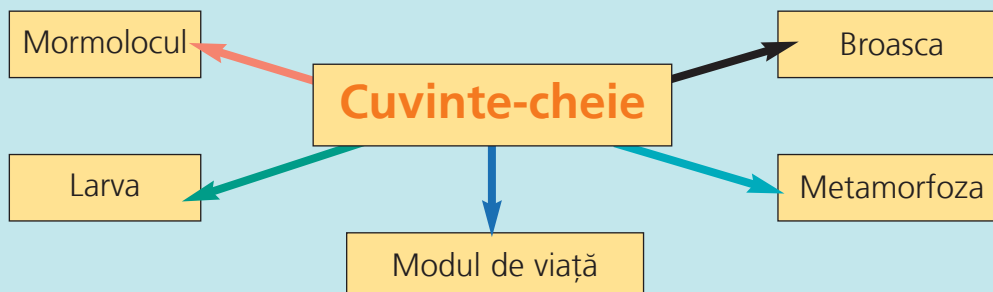 Mormolocul
Broasca
Cuvinte-cheie
Larva
Metamorfoza
Modul de viață